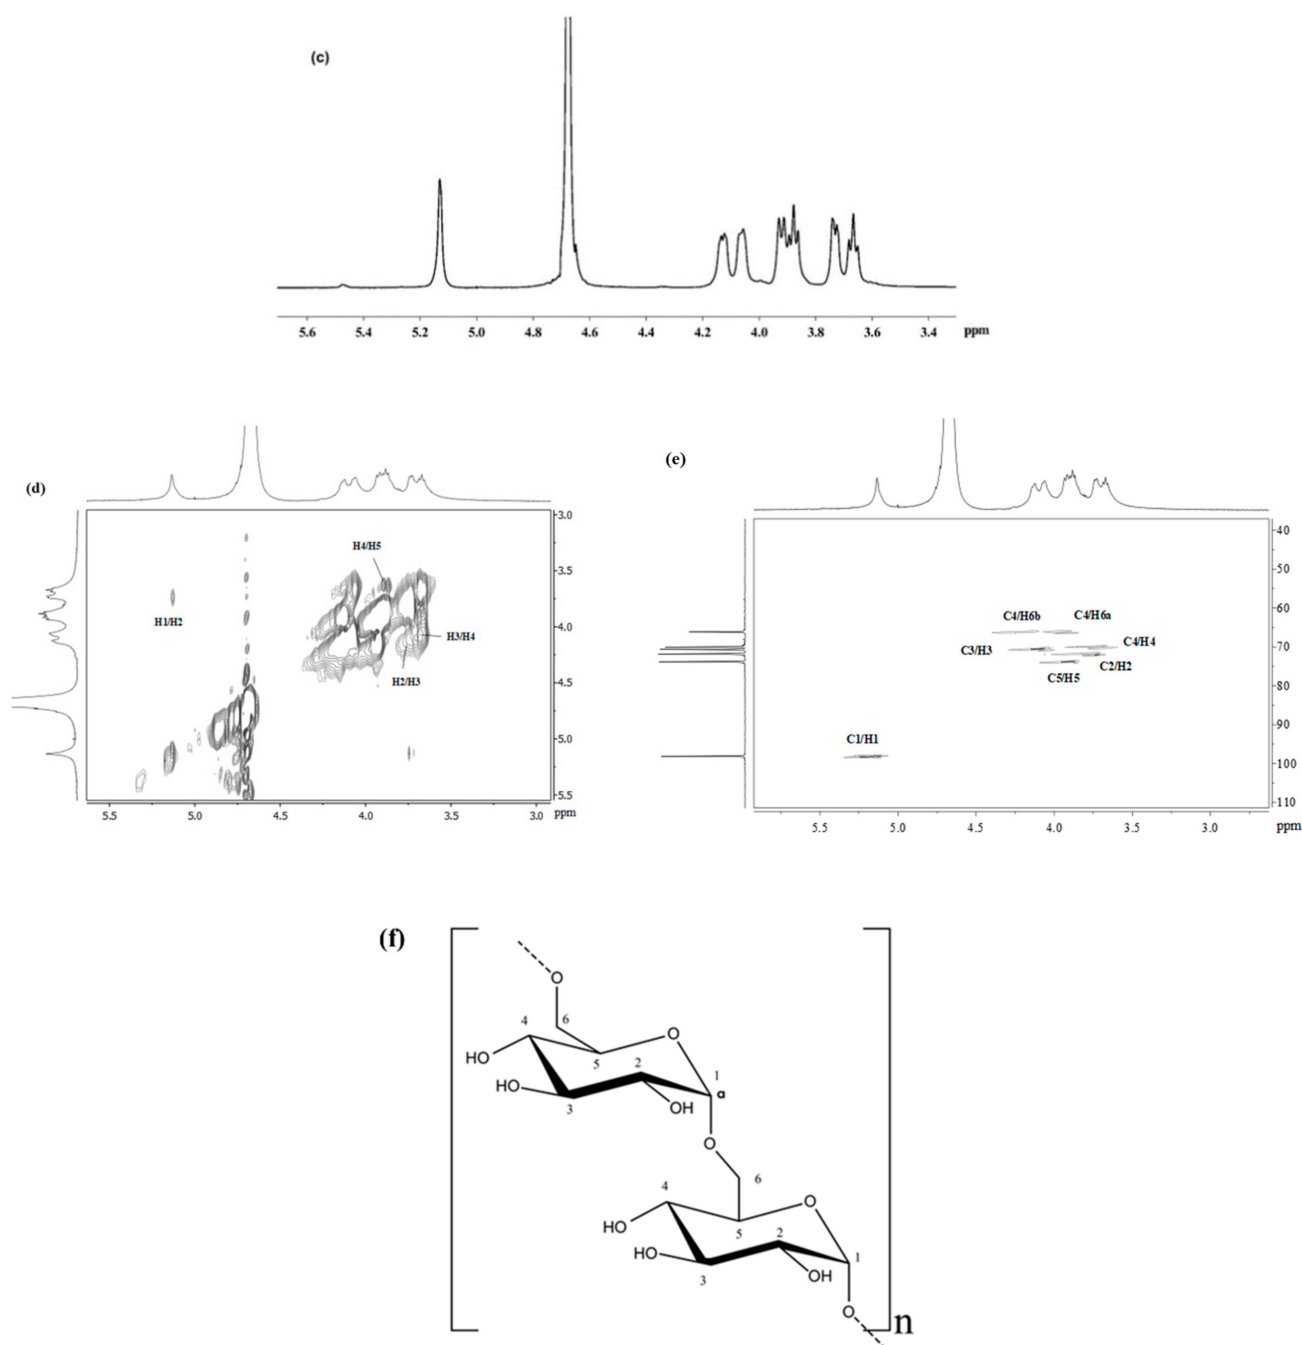 (c)
5.6 5.4 5.2 5.0 4.8 4.6 4.4 4.2 4.0 3.8 3.6 3.4 ppm
(d)
H4/H5
H1/H2
H3/H4
H2/H3
3.0
3.5
4.0
4.5
5.0
5.5
5.5 5.0 4.5 4.0 3.5 3.0 ppm
(e)
C4/H6b C4/H6a
C3/H3 C4/H4
C2/H2
C5/H5
C1/H1
40
50
60
70
80
90
100
110
5.5 5.0 4.5 4.0 3.5 3.0 ppm
(f)
O
4 6 O
HO 5 2 1
HO α
3 OH
O
6
4 O
HO 5 2
HO 1
3 OH
O
n